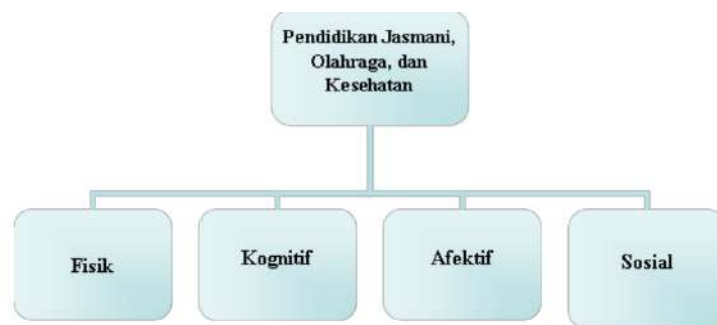 Pendidikan Jasmani,
Olahraga, dan
Kesehatan
Fisik
Kognitif
Afektif
Sosial